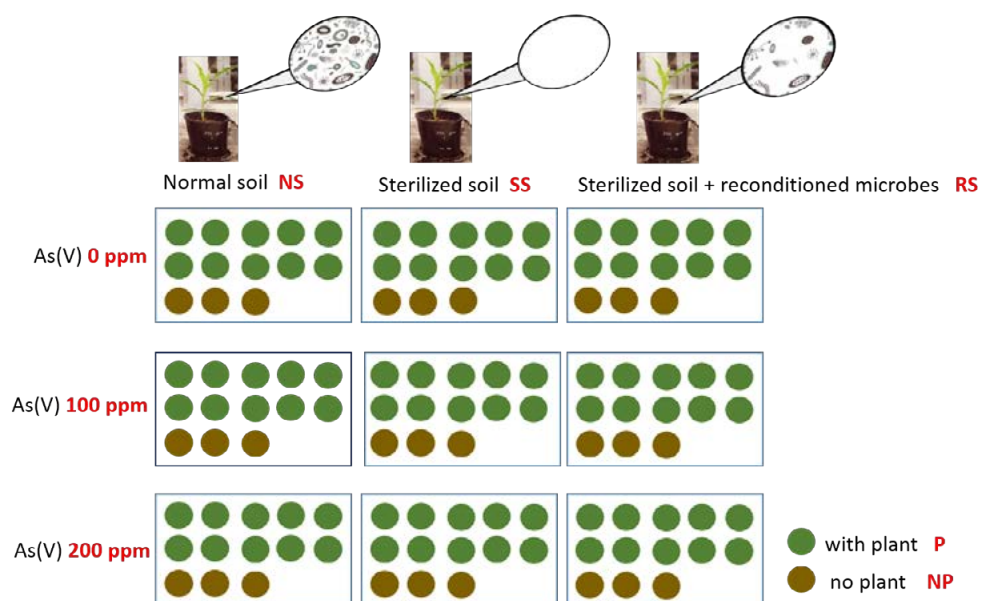 Normal soil NS
Sterilized soil SS
Sterilized soil + reconditioned microbes RS
As(V) 0 ppm
As(V) 100 ppm
As(V) 200 ppm
with plant P
no plant NP